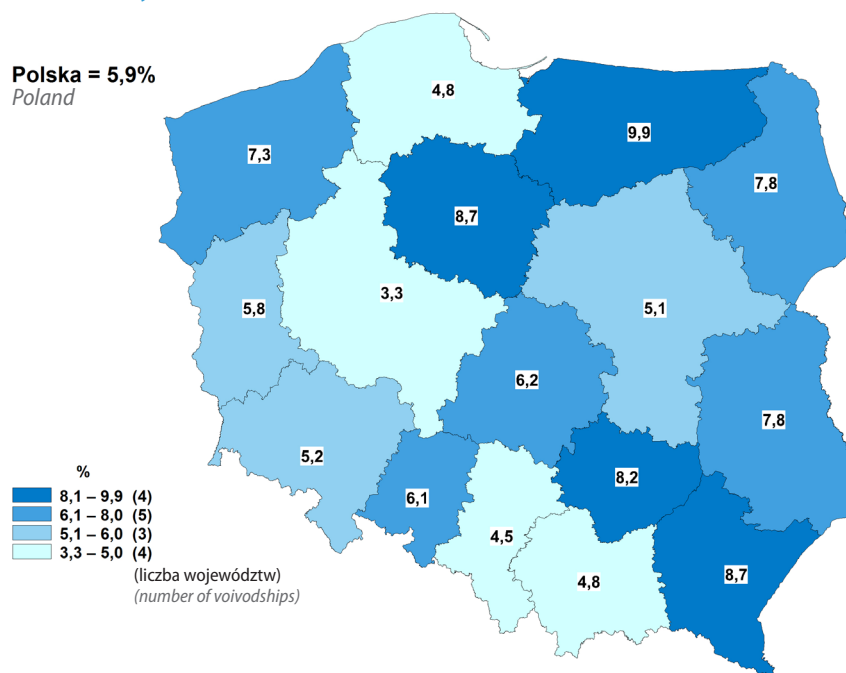 Polska = 5,9%
Poland
4,8
9,9
7,3
7,8
8,7
3,3
5,8
5,1
6,2
7,8
5,2
8,2
6,1
4,5
4,8
8,7
%
8,1 – 9,9 (4)
6,1 – 8,0 (5)
5,1 – 6,0 (3)
3,3 – 5,0 (4)
(liczba województw)
(number of voivodships)